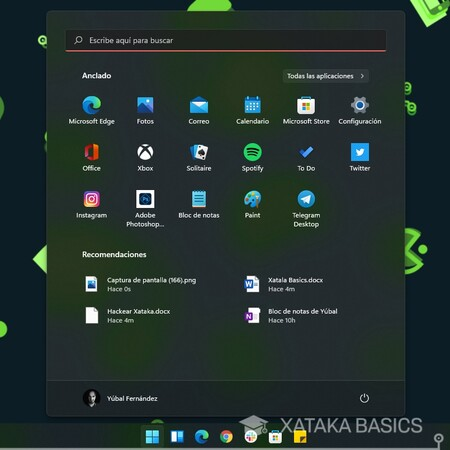 Escribe aquí para buscar
Anclado
Todas las aplicaciones >
Microsoft Edge
Fotos
Correo
Calendario
Microsoft Store
Configuración
Office
Xbox
Solitaire
Spotify
To Do
Twitter
Instagram
Adobe
Photoshop...
Bloc de notas
Paint
Telegram
Desktop
Recomendaciones
Captura de pantalla (166).png
Hace 0s
Xatala Basics.docx
Hace 4m
Hackear Xataka.docx
Hace 4m
Bloc de notas de Yúbal
Hace 10h
Yúbal Fernández
XATAKA BASICS